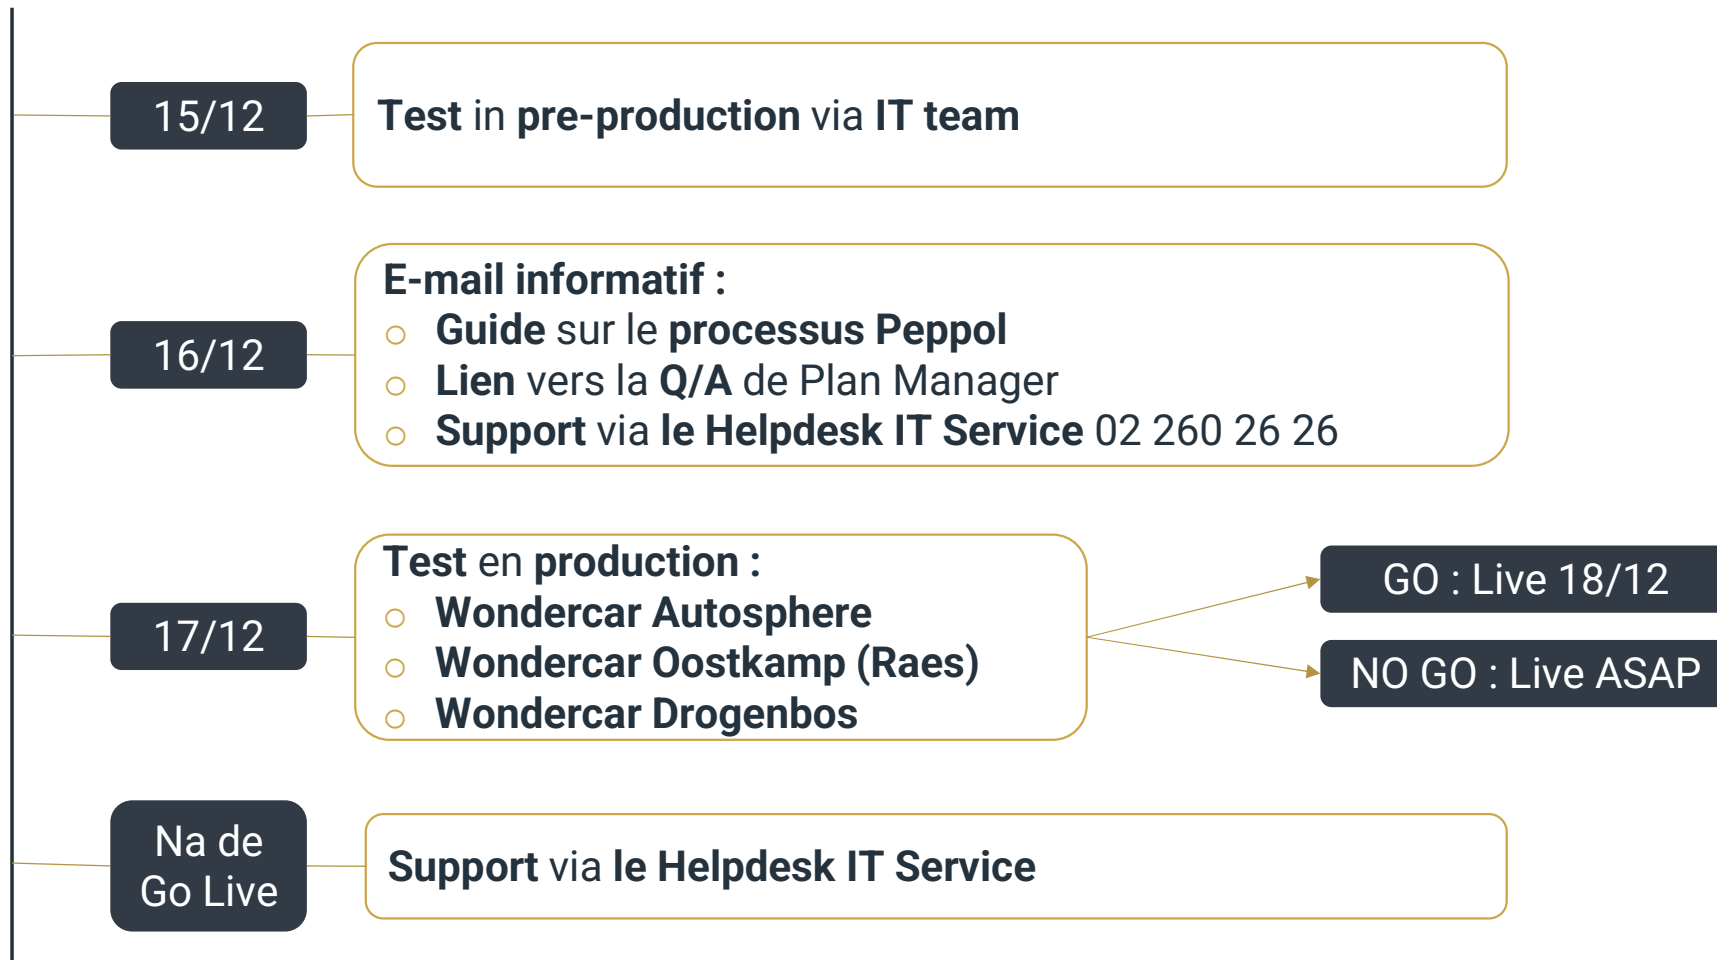 15/12
Test in pre-production via IT team
16/12
E-mail informatif :
Guide sur le processus Peppol
Lien vers la Q/A de Plan Manager
Support via le Helpdesk IT Service 02 260 26 26
17/12
Test en production :
Wondercar Autosphere
Wondercar Oostkamp (Raes)
Wondercar Drogenbos
GO : Live 18/12
NO GO : Live ASAP
Na de
Go Live
Support via le Helpdesk IT Service